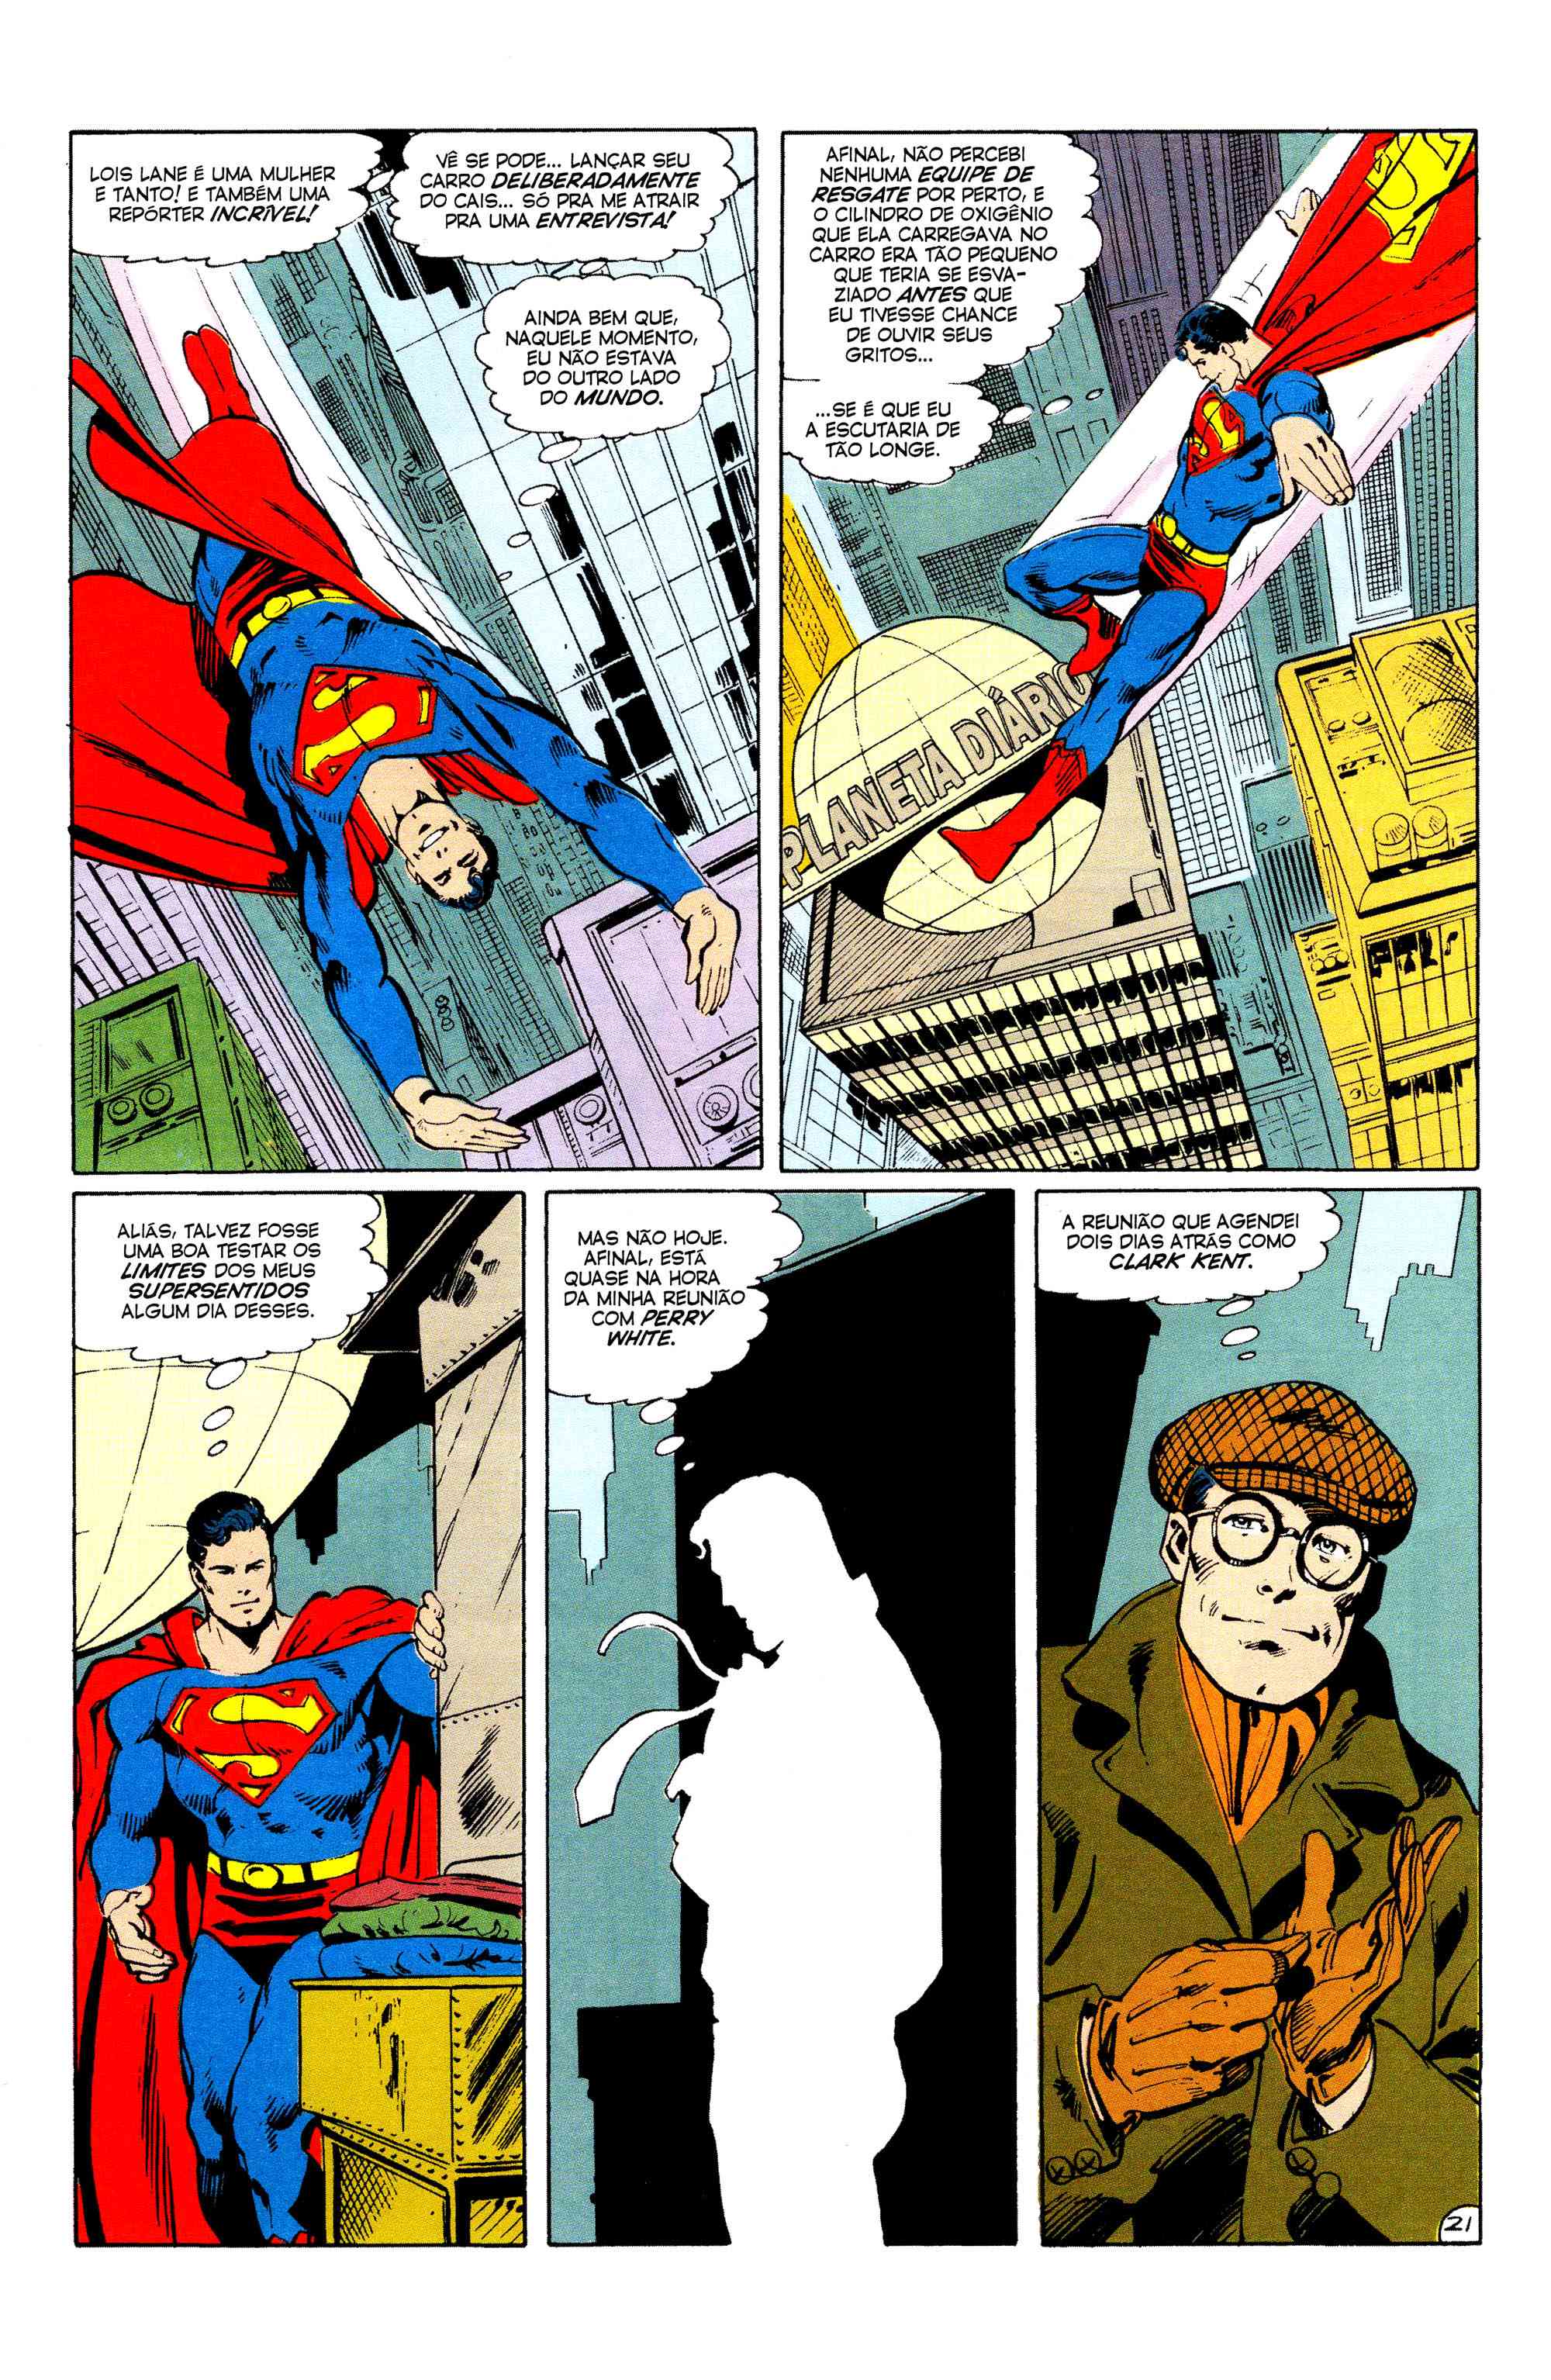 LOIS LANE É UMA MULHER
E TANTO! E TAMBÉM UMA
REPÓRTER INCRÍVEL!
VÊ SE PODE... LANÇAR SEU
CARRO DELIBERADAMENTE
DO CAIS... SÓ PRA ME ATRAIR
PRA UMA ENTREVISTA!
AINDA BEM QUE,
NAQUELE MOMENTO,
EU NÃO ESTAVA
DO OUTRO LADO
DO MUNDO.
AFINAL, NÃO PERCEBI
NENHUMA EQUIPE DE
RESGATE POR PERTO, E
O CILINDRO DE OXIGÊNIO
QUE ELA CARREGAVA NO
CARRO ERA TÃO PEQUENO
QUE TERIA SE ESVA-
ZIADO ANTES QUE
EU TIVESSE CHANCE
DE OUVIR SEUS
GRITOS...
...SE É QUE EU
A ESCUTARIA DE
TÃO LONGE.
PLANETA DIÁRIO
ALIÁS, TALVEZ FOSSE
UMA BOA TESTAR OS
LIMITES DOS MEUS
SUPERSENTIDOS
ALGUM DIA DESSES.
MAS NÃO HOJE.
AFINAL, ESTÁ
QUASE NA HORA
DA MINHA REUNIÃO
COM PERRY
WHITE.
A REUNIÃO QUE AGENDEI
DOIS DIAS ATRÁS COMO
CLARK KENT.
21